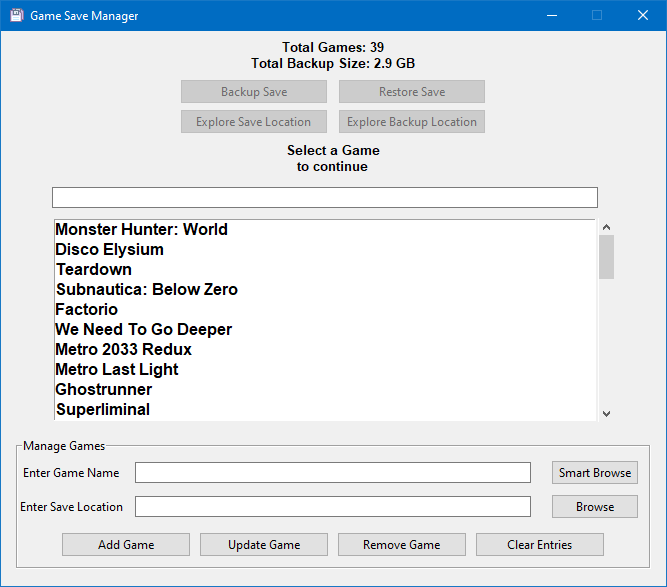 Game Save Manager
Total Games: 39
Total Backup Size: 2.9 GB
Backup Save
Restore Save
Explore Save Location
Explore Backup Location
Select a Game
to continue
Monster Hunter: World
Disco Elysium
Teardown
Subnautica: Below Zero
Factorio
We Need To Go Deeper
Metro 2033 Redux
Metro Last Light
Ghostrunner
Superliminal
Manage Games
Enter Game Name
Smart Browse
Enter Save Location
Browse
Add Game
Update Game
Remove Game
Clear Entries